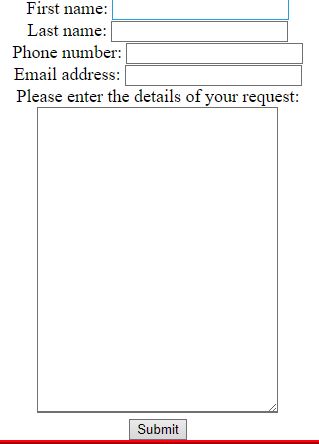 First name:
Last name:
Phone number:
Email address:
Please enter the details of your request:
Submit